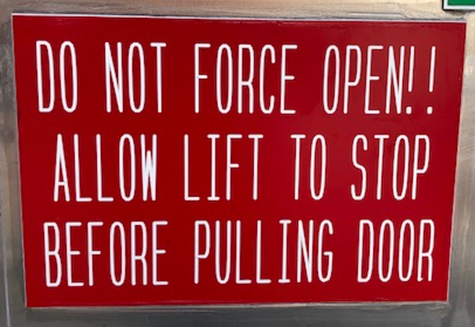 DO NOT FORCE OPEN!!
ALLOW LIFT TO STOP
BEFORE PULLING DOOR